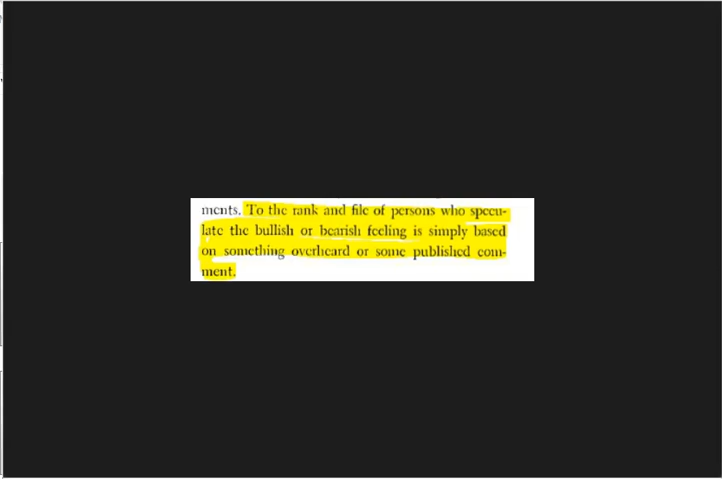 ments. To the rank and file of persons who specu-
late the bullish or bearish feeling is simply based
on something overheard or some published com-
ment.